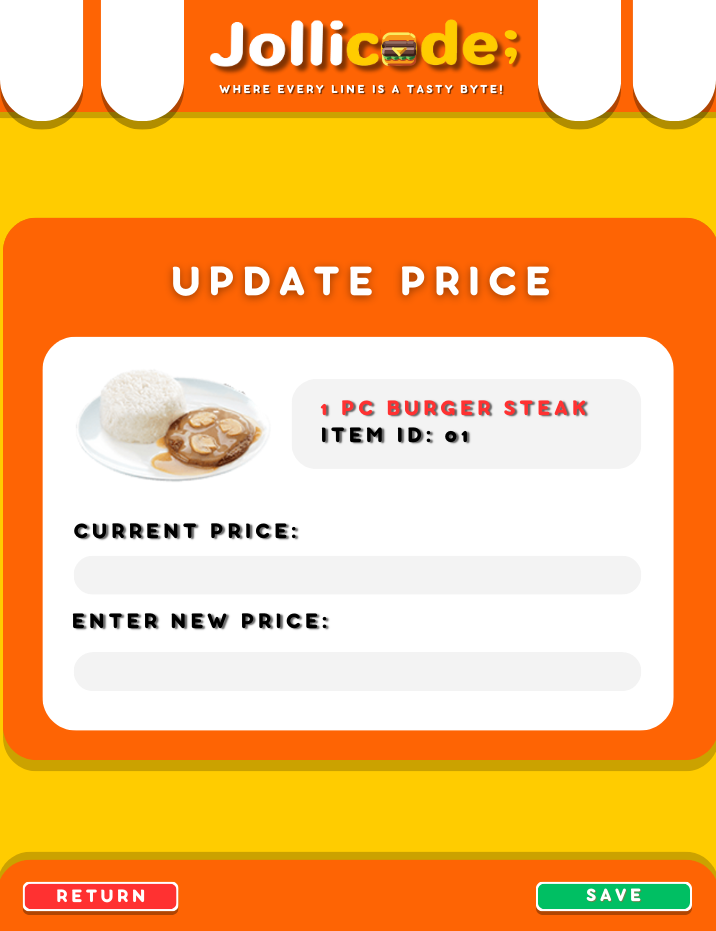 Jollicode;
WHERE EVERY LINE IS A TASTY BYTE!
UPDATE PRICE
1 PC BURGER STEAK
ITEM ID: 01
CURRENT PRICE:
ENTER NEW PRICE:
RETURN
SAVE